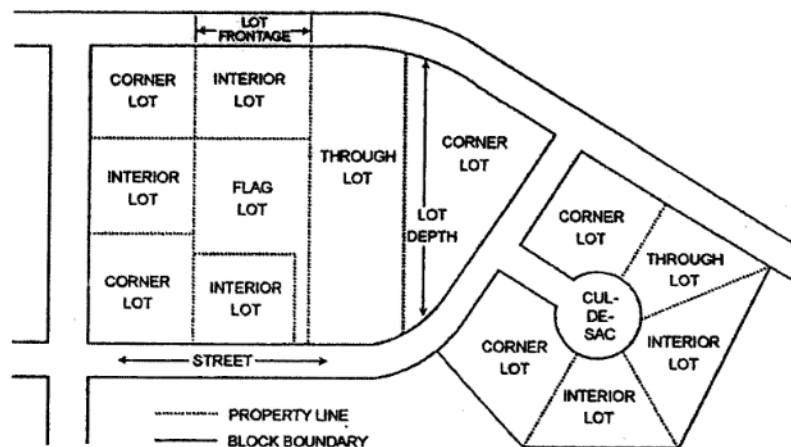 LOT
FRONTAGE
CORNER
LOT
INTERIOR
LOT
CORNER
LOT
THROUGH
LOT
INTERIOR
LOT
FLAG
LOT
LOT
DEPTH
CORNER
LOT
THROUGH
LOT
CORNER
LOT
INTERIOR
LOT
CUL-
DE-
SAC
INTERIOR
LOT
CORNER
LOT
INTERIOR
LOT
STREET
PROPERTY LINE
BLOCK BOUNDARY